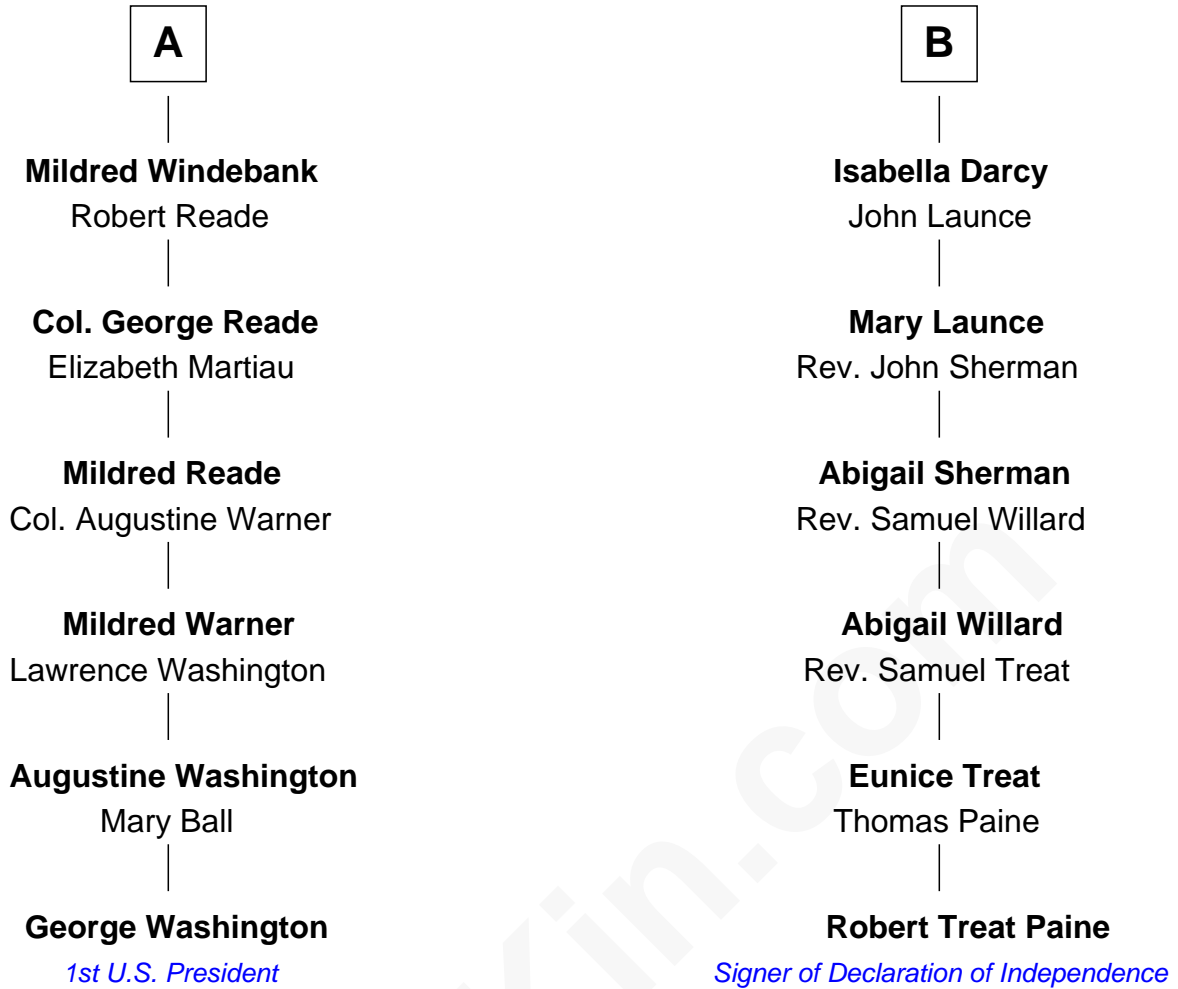 A
B
Mildred Windebank
Robert Reade
Isabella Darcy
John Launce
Col. George Reade
Elizabeth Martiau
Mary Launce
Rev. John Sherman
Mildred Reade
Col. Augustine Warner
Abigail Sherman
Rev. Samuel Willard
Mildred Warner
Lawrence Washington
Abigail Willard
Rev. Samuel Treat
Augustine Washington
Mary Ball
Eunice Treat
Thomas Paine
George Washington
1st U.S. President
Robert Treat Paine
Signer of Declaration of Independence
in.com